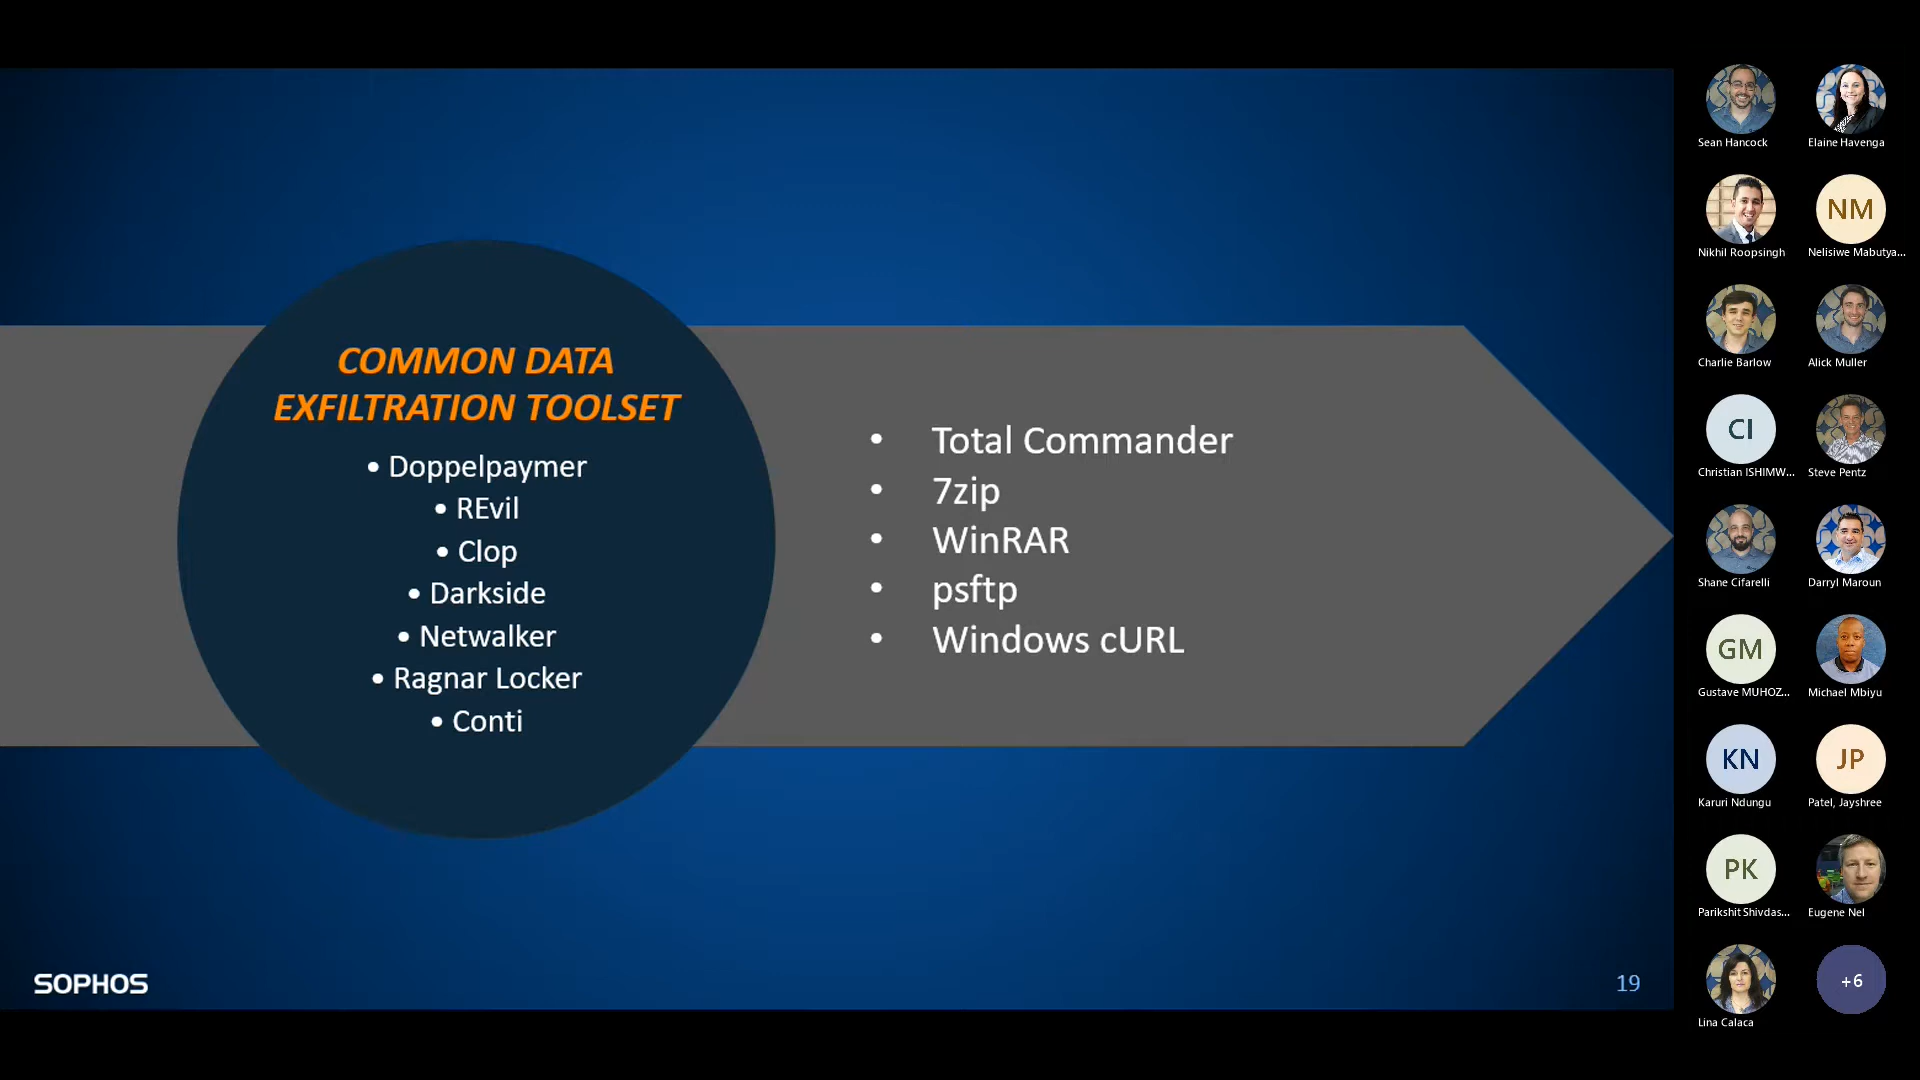 COMMON DATA
EXFILTRATION TOOLSET
• Doppelpaymer
• REvil
• Clop
• Darkside
• Netwalker
• Ragnar Locker
• Conti
• Total Commander
• 7zip
• WinRAR
• psftp
• Windows cURL
SOPHOS
19
Sean Hancock
Elaine Havenga
Nikhil Roopsingh
NM
Nelisiwe Mabutya...
Charlie Barlow
Alick Muller
CI
Christian ISHIMW...
Steve Pentz
Shane Cifarelli
Darryl Maroun
GM
Gustave MUHOZ...
Michael Mbiyu
KN
Karuri Ndungu
JP
Patel, Jayshree
PK
Parikshit Shivdas...
Eugene Nel
Lina Calaca
+6